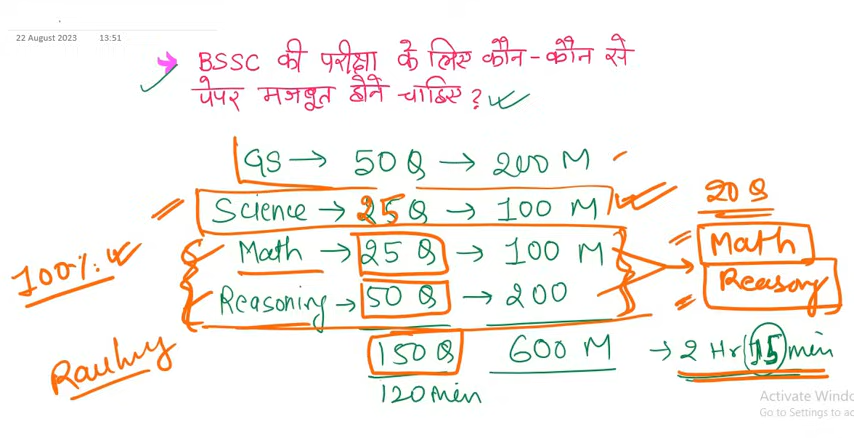 22 August 2023 13:51
BSSC की परीक्षा के लिए कौन-कौन से
पेपर मजबूत होने चाहिए?
GS → 50 Q → 200 M
20 Q
Science → 25 Q → 100 M
100%
Math → 25 Q → 100 M
Math
Reasoning → 50 Q → 200
Reasony
150 Q 600 M → 2 Hr 15 min
120 min
Activate Windo
Go to Settings to ac